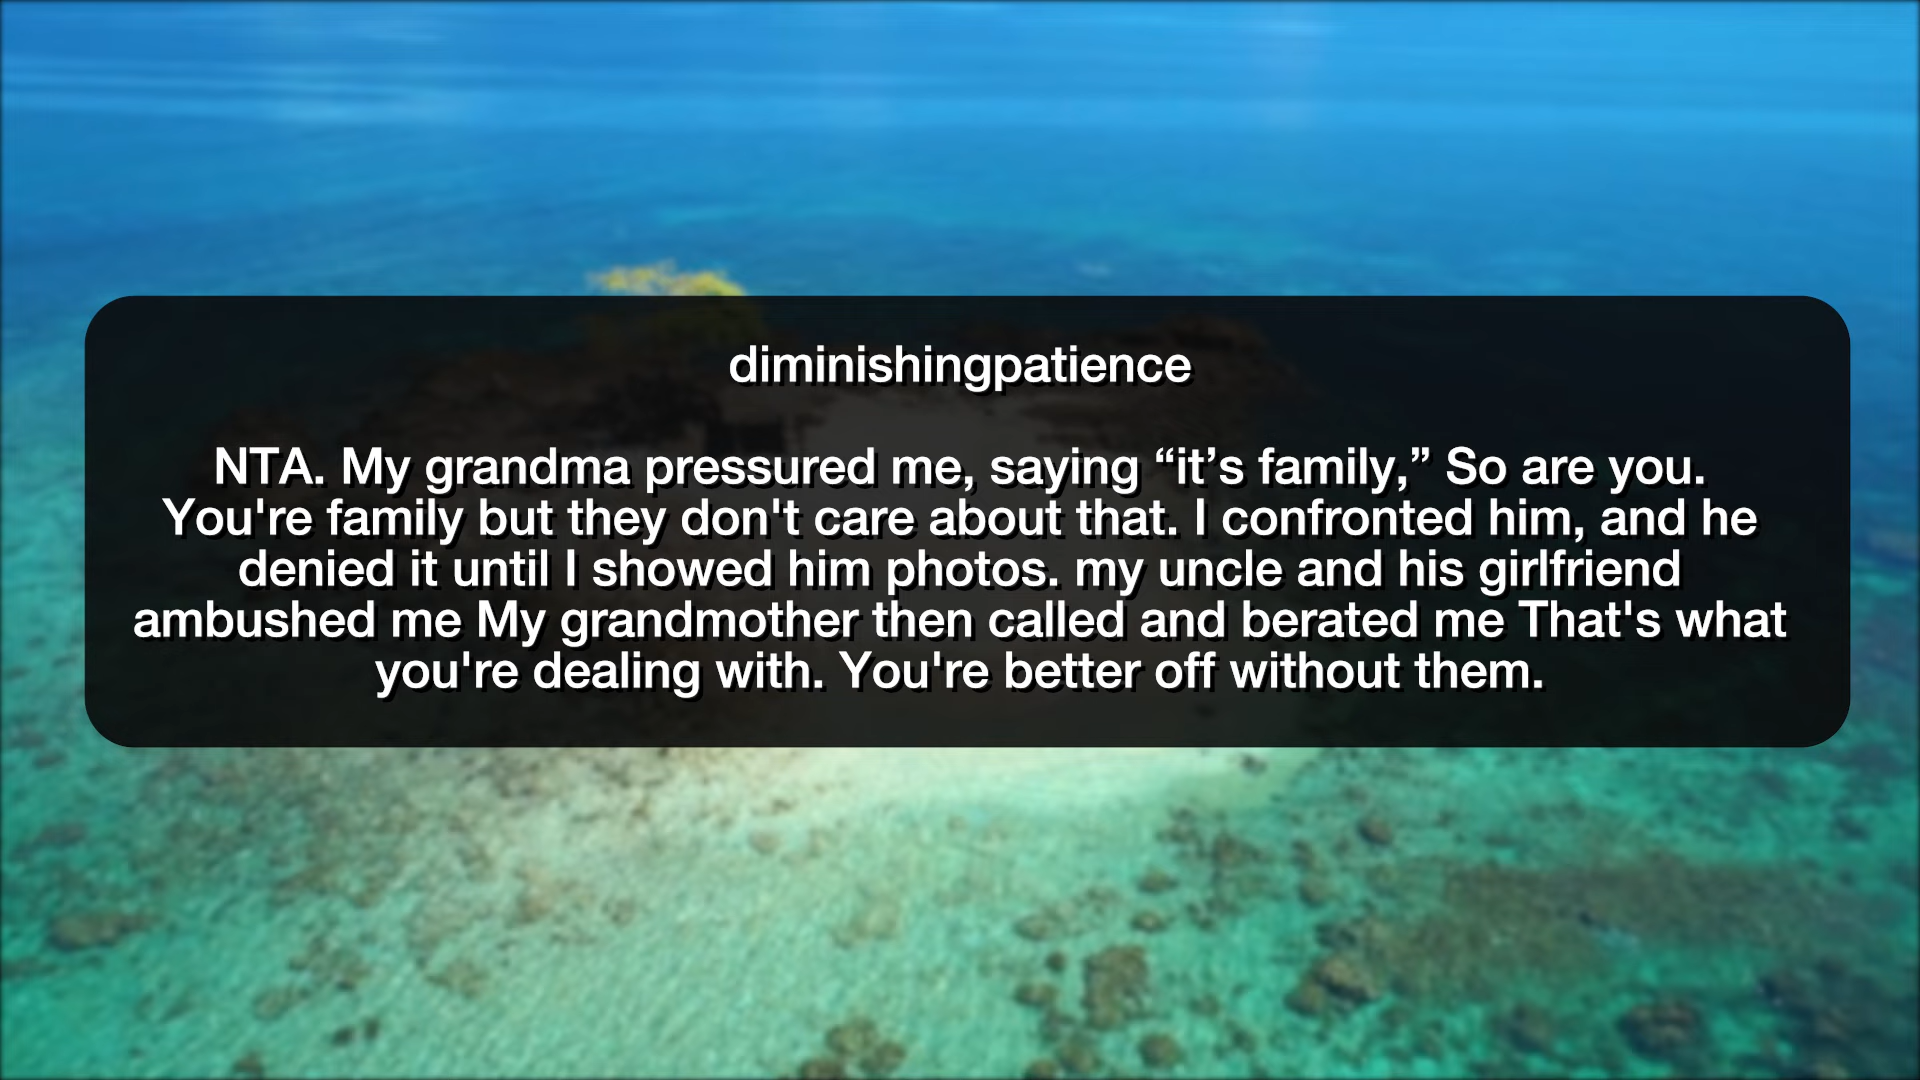 diminishingpatience
NTA. My grandma pressured me, saying “it’s family,” So are you.
You're family but they don't care about that. I confronted him, and he
denied it until I showed him photos. my uncle and his girlfriend
ambushed me My grandmother then called and berated me That's what
you're dealing with. You're better off without them.